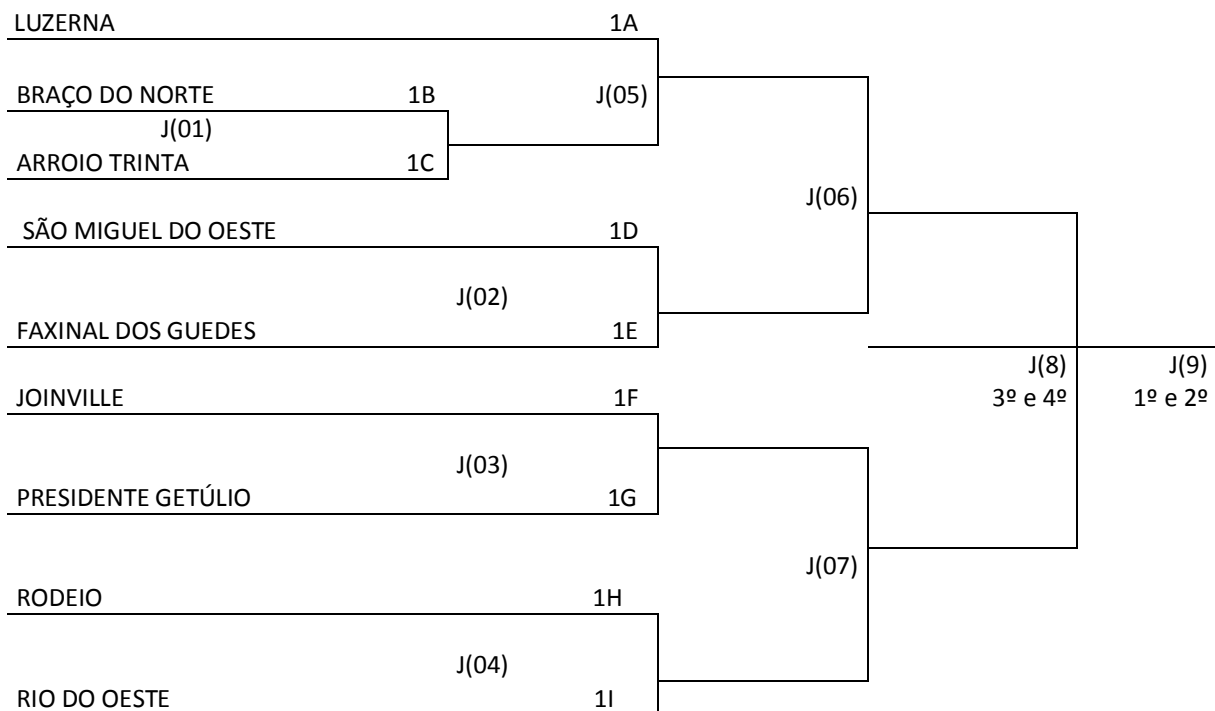 LUZERNA 1A
BRAÇO DO NORTE 1B J(05)
J(01)
ARROIO TRINTA 1C
J(06)
SÃO MIGUEL DO OESTE 1D
J(02)
FAXINAL DOS GUEDES 1E
J(8) J(9)
JOINVILLE 1F 3º e 4º 1º e 2º
J(03)
PRESIDENTE GETÚLIO 1G
J(07)
RODEIO 1H
J(04)
RIO DO OESTE 1I